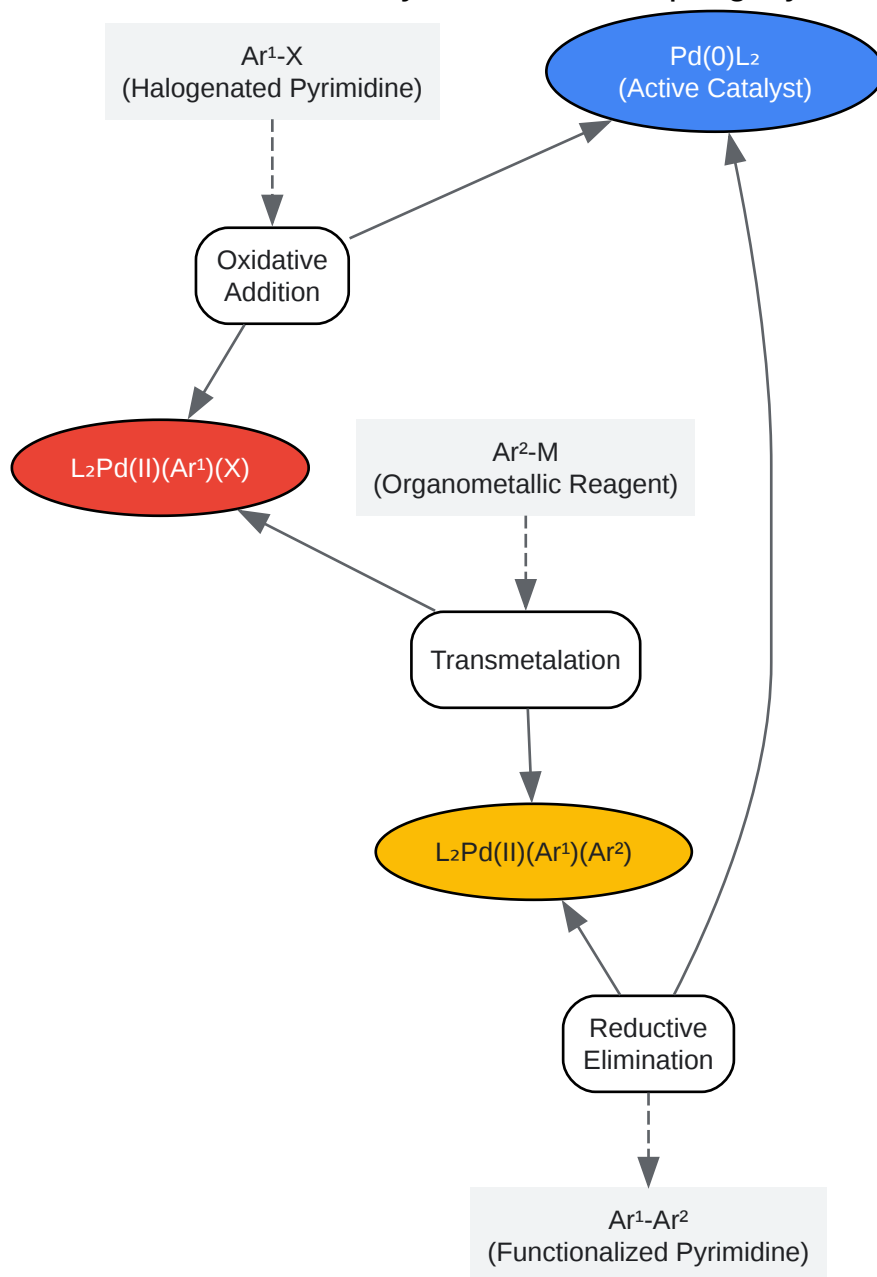 Ar¹-X
(Halogenated Pyrimidine)
Pd(0)L₂
(Active Catalyst)
Oxidative
Addition
L₂Pd(II)(Ar¹)(X)
Ar²-M
(Organometallic Reagent)
Transmetalation
L₂Pd(II)(Ar¹)(Ar²)
Reductive
Elimination
Ar¹-Ar²
(Functionalized Pyrimidine)